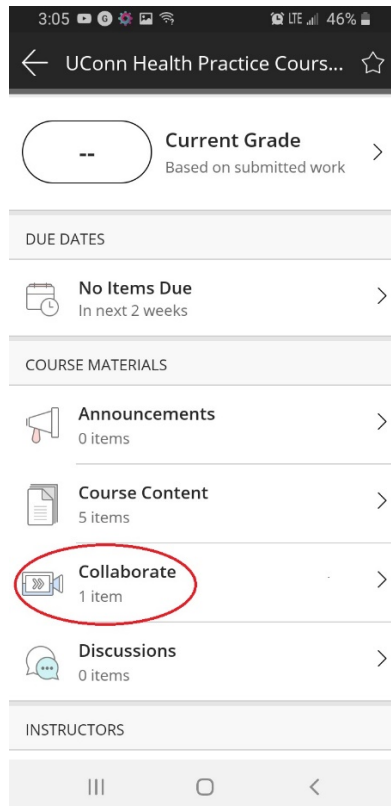 3:05 G LTE 46%
UConn Health Practice Cours...
-- Current Grade
Based on submitted work
DUE DATES
No Items Due
In next 2 weeks
COURSE MATERIALS
Announcements
0 items
Course Content
5 items
Collaborate
1 item
Discussions
0 items
INSTRUCTORS